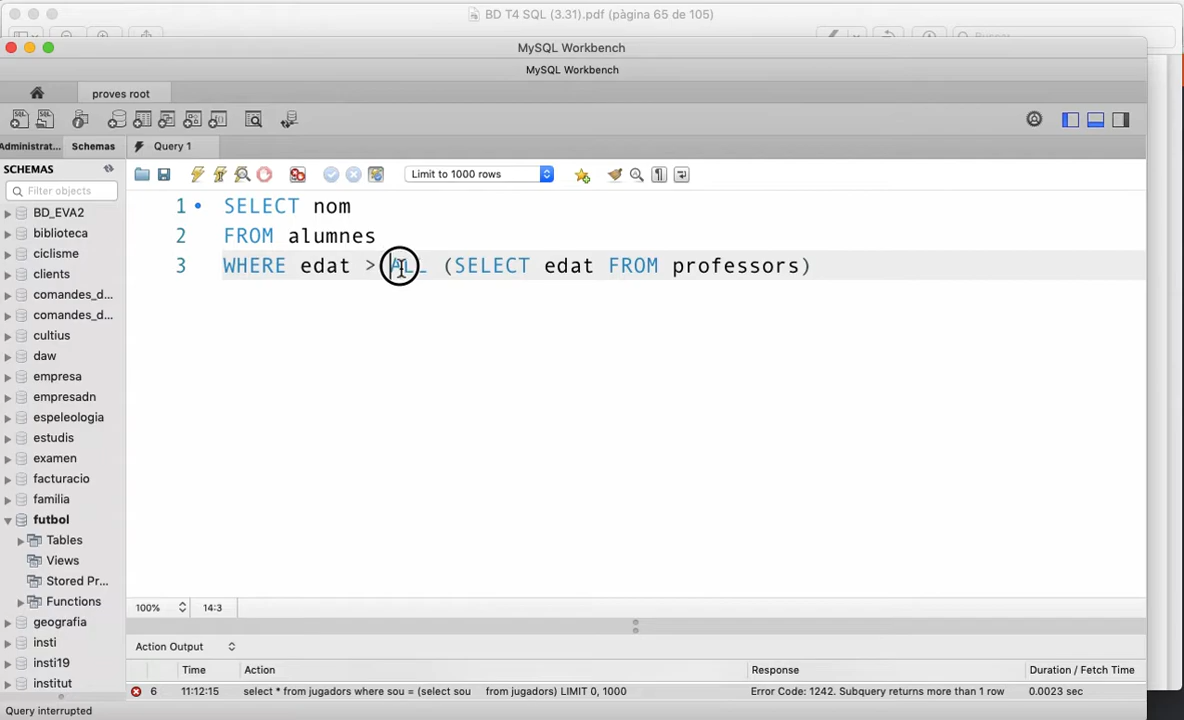 BD T4 SQL (3.31).pdf (pàgina 65 de 105)
MySQL Workbench
MySQL Workbench
proves root
Administrat... Schemas Query 1
SCHEMAS
Filter objects
Limit to 1000 rows
BD_EVA2
biblioteca
ciclisme
clients
comandes_d...
comandes_d...
cultius
daw
empresa
empresadn
espeleologia
estudis
examen
facturacio
familia
futbol
Tables
Views
Stored Pr...
Functions
geografia
insti
insti19
institut
1 SELECT nom
2 FROM alumnes
3 WHERE edat > ALL (SELECT edat FROM professors)
100% 14:3
Action Output
Time Action Response Duration / Fetch Time
6 11:12:15 select * from jugadors where sou = (select sou from jugadors) LIMIT 0, 1000 Error Code: 1242. Subquery returns more than 1 row 0.0023 sec
Query interrupted